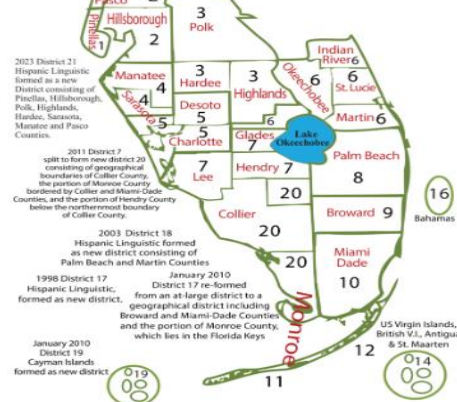 Pasco
Pinellas
1
Hillsborough
2
3
Polk
Indian
River 6
6
St. Lucie
6
Okeechobee
Martin 6
Manatee
4
Sarasota
4
5
3
Hardee
Desoto
5
5
Charlotte
3
Highlands
6
Glades
7
Lake
Okeechobee
Palm Beach
8
7
Lee
Hendry 7
20
Collier
20
20
Broward 9
Miami
Dade
10
Monroe
11
12
16
Bahamas
US Virgin Islands,
British V.I., Antigua
& St. Maarten
14
19
2023 District 21
Hispanic Linguistic
formed as a new
District consisting of
Pinellas, Hillsborough,
Polk, Highlands,
Hardee, Sarasota,
Manatee and Pasco
Counties.
2011 District 7
split to form new district 20
consisting of geographical
boundaries of Collier County,
the portion of Monroe County
bordered by Collier and Miami-Dade
Counties, and the portion of Hendry County
below the northernmost boundary
of Collier County.
2003 District 18
Hispanic Linguistic formed
as new district consisting of
Palm Beach and Martin Counties
1998 District 17
Hispanic Linguistic,
formed as new district.
January 2010
District 17 re-formed
from an at-large district to a
geographical district including
Broward and Miami-Dade Counties
and the portion of Monroe County,
which lies in the Florida Keys
January 2010
District 19
Cayman Islands
formed as new district